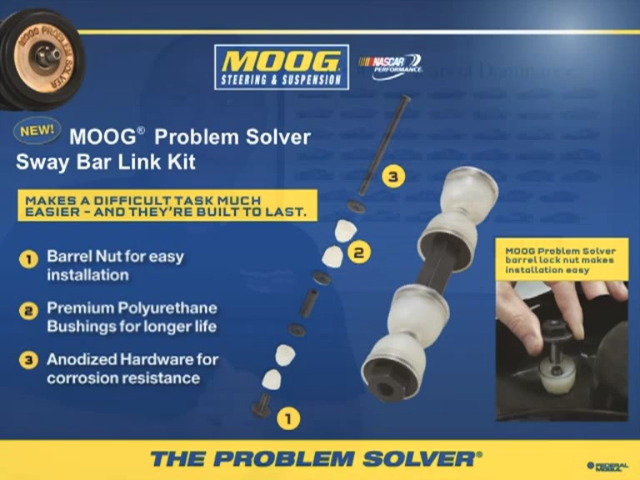 MOOG PROBLEM SOLVER
MOOG
STEERING & SUSPENSION
NASCAR
PERFORMANCE
NEW!
MOOG® Problem Solver
Sway Bar Link Kit
MAKES A DIFFICULT TASK MUCH
EASIER - AND THEY'RE BUILT TO LAST.
1 Barrel Nut for easy
installation
2 Premium Polyurethane
Bushings for longer life
3 Anodized Hardware for
corrosion resistance
3
2
1
MOOG Problem Solver
barrel lock nut makes
installation easy
THE PROBLEM SOLVER®
FEDERAL
MOGUL